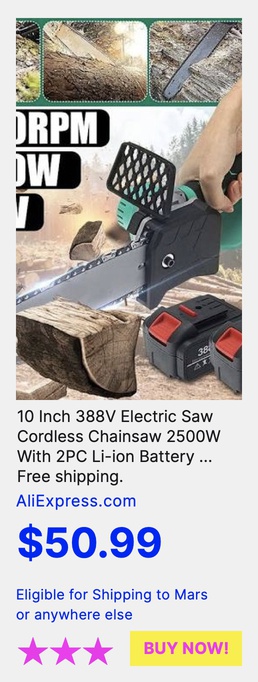 0RPM
0W
V
10 Inch 388V Electric Saw
Cordless Chainsaw 2500W
With 2PC Li-ion Battery ...
Free shipping.
AliExpress.com
$50.99
Eligible for Shipping to Mars
or anywhere else
BUY NOW!